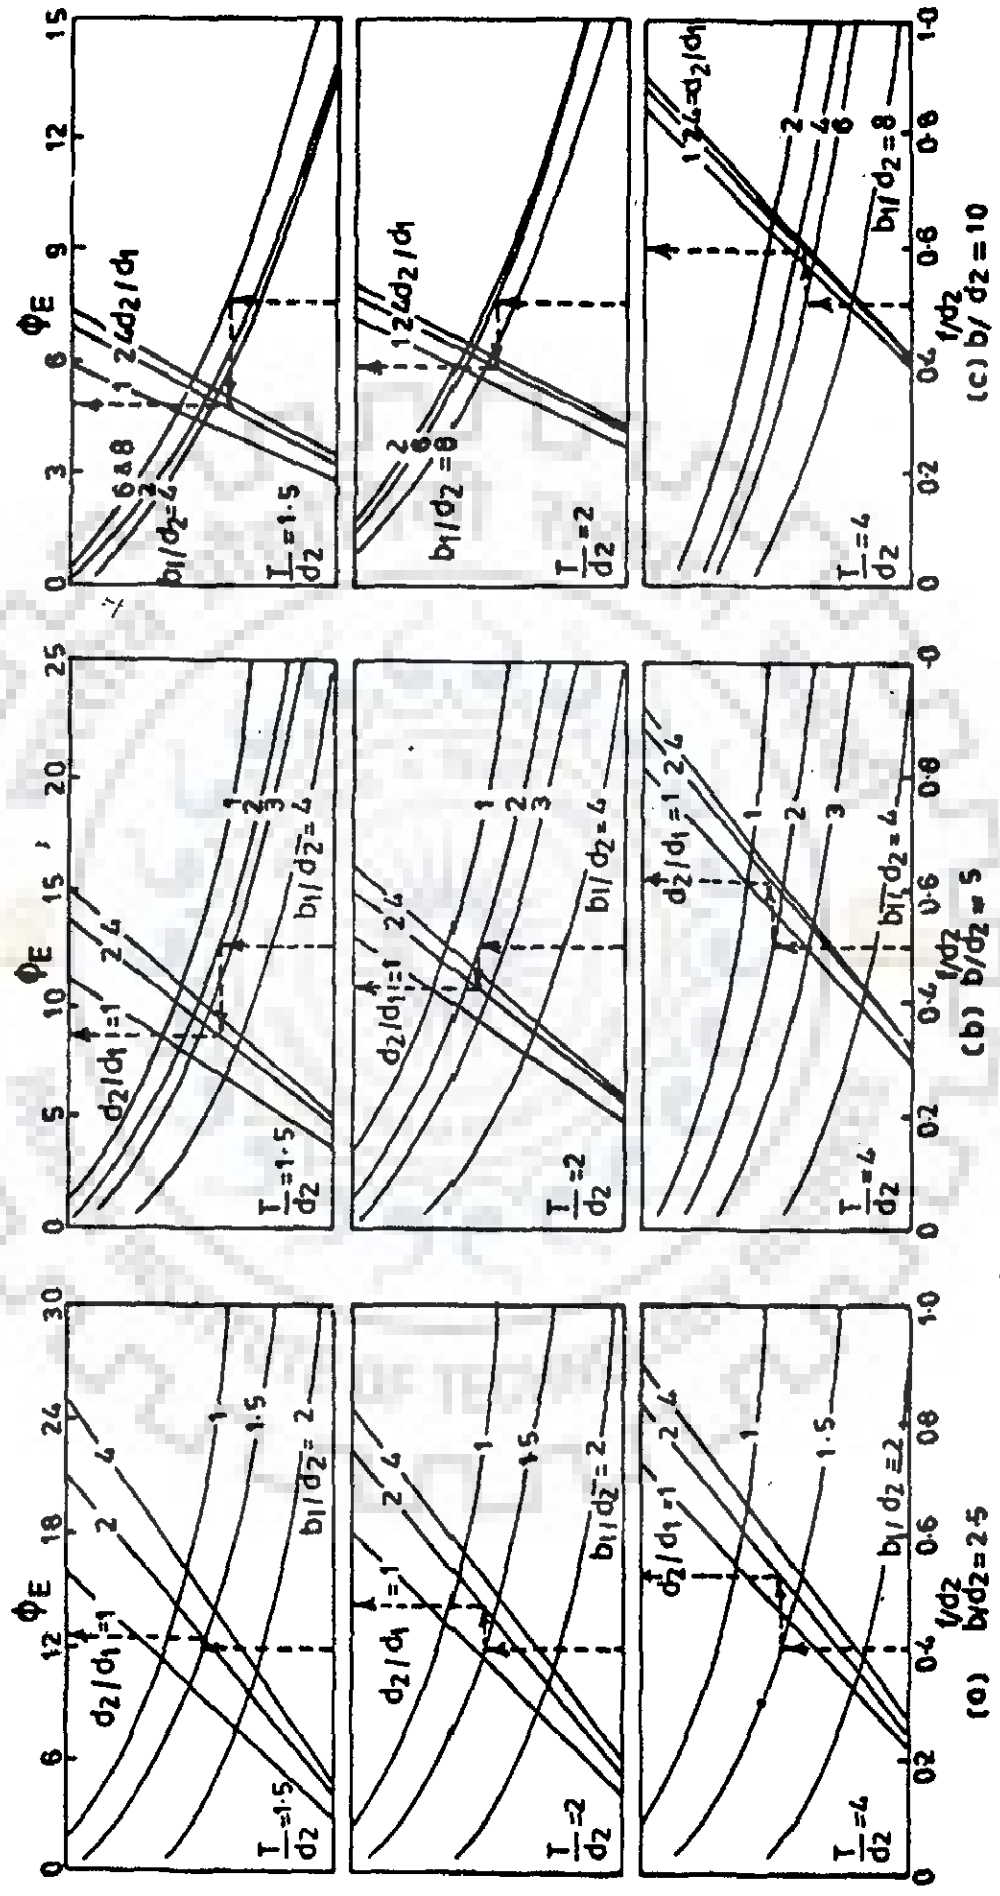 0 6 12 18 24 30
ΦE
d2/d1=1
2
4
1
1.5
b1/d2=2
T/d2=1.5
d2/d1=1
2
4
1
1.5
b1/d2=2
T/d2=2
d2/d1=1
2
4
1
1.5
b1/d2=2
T/d2=4
0 0.2 0.4 0.6 0.8 1.0
f/d2
(a) b/d2=2.5
0 5 10 15 20 25
ΦE
d2/d1=1
2 4
1
2
3
b1/d2=4
T/d2=1.5
d2/d1=1
2 4
1
2
3
b1/d2=4
T/d2=2
d2/d1=1
2 4
1
2
3
b1/d2=4
T/d2=4
0 0.2 0.4 0.6 0.8 .0
f/d2
(b) b/d2=5
0 3 6 9 12 15
ΦE
1 2 4 d2/d1
6&8
2
b1/d2=4
T/d2=1.5
1 2 4 d2/d1
2
6
b1/d2=8
T/d2=2
1 2 4=d2/d1
2
4
6
b1/d2=8
T/d2=4
0 0.2 0.4 0.6 0.8 1.0
f/d2
(c) b/d2=10